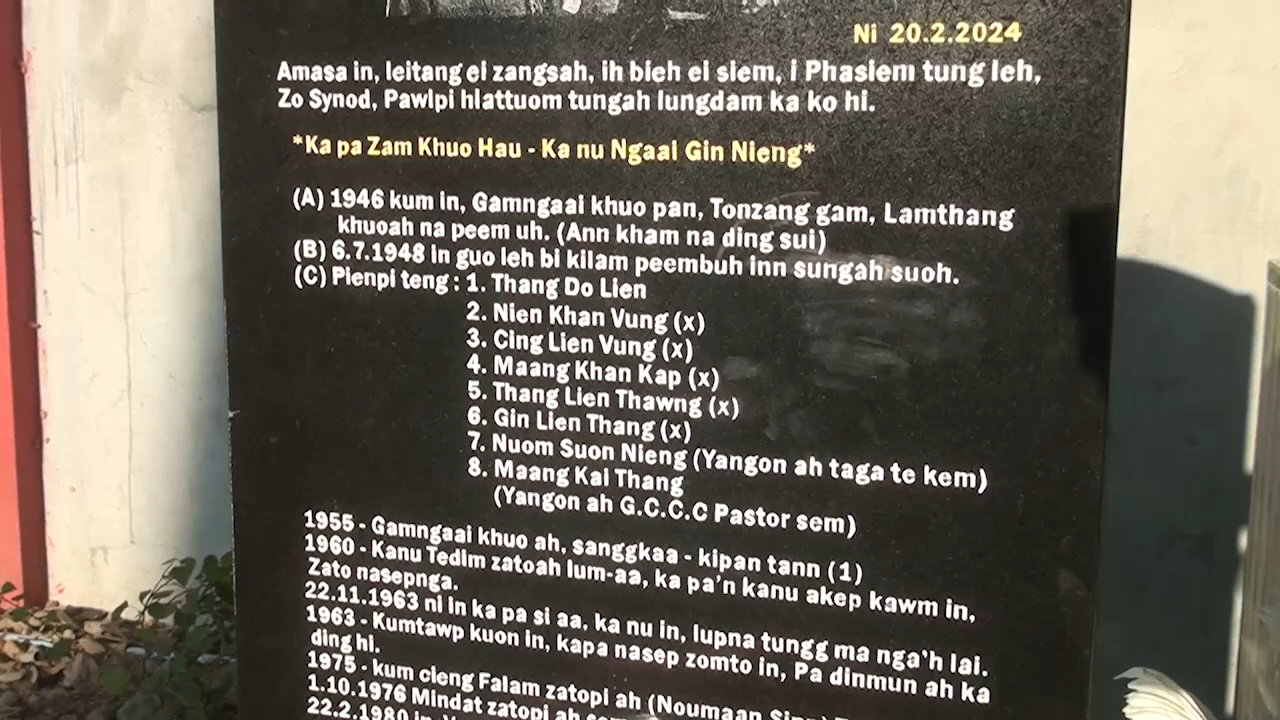 Ni 20.2.2024
Amasa in, leitang ei zangsah, ih bieh ei siem, i Phasiem tung leh,
Zo Synod, Pawlpi hlattuom tungah lungdam ka ko hi.
*Ka pa Zam Khuo Hau - Ka nu Ngaai Gin Nieng*
(A) 1946 kum in, Gamngaai khuo pan, Tonzang gam, Lamthang
khuoah na peem uh. (Ann kham na ding sui)
(B) 6.7.1948 in guo leh bi kilam peembuh inn sungah suoh.
(C) Pienpi teng : 1. Thang Do Lien
2. Nien Khan Vung (x)
3. Cing Lien Vung (x)
4. Maang Khan Kap (x)
5. Thang Lien Thawng (x)
6. Gin Lien Thang (x)
7. Nuom Suon Nieng (Yangon ah taga te kem)
8. Maang Kai Thang
(Yangon ah G.C.C.C Pastor sem)
1955 - Gamngaai khuo ah, sanggkaa - kipan tann (1)
1960 - Kanu Tedim zatoah lum-aa, ka pa'n kanu akep kawm in,
Zato nasepnga.
22.11.1963 ni in ka pa si aa, ka nu in, lupna tungg ma nga'h lai.
1963 - Kumtawp kuon in, kapa nasep zomto in, Pa dinmun ah ka
ding hi.
1975 - kum cieng Falam zatopi ah (Noumaan
1.10.1976 Mindat zatopi ah
22.2.1980 in